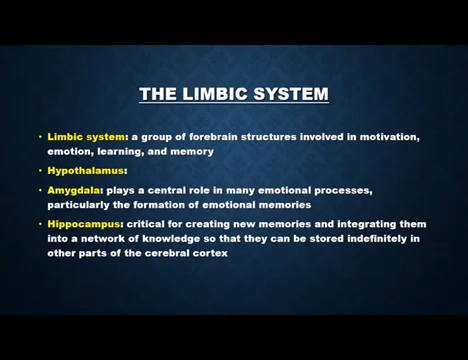 THE LIMBIC SYSTEM
• Limbic system: a group of forebrain structures involved in motivation,
emotion, learning, and memory
• Hypothalamus:
• Amygdala: plays a central role in many emotional processes,
particularly the formation of emotional memories
• Hippocampus: critical for creating new memories and integrating them
into a network of knowledge so that they can be stored indefinitely in
other parts of the cerebral cortex